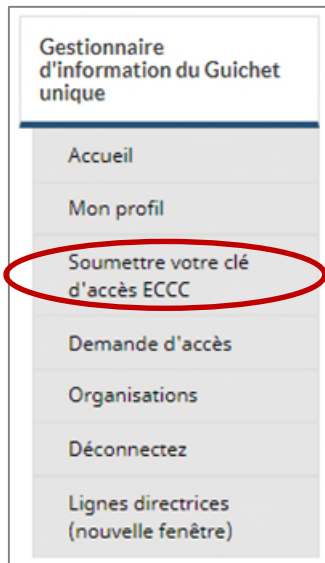 Gestionnaire
d'information du Guichet
unique
Accueil
Mon profil
Soumettre votre clé
d'accès ECCC
Demande d'accès
Organisations
Déconnectez
Lignes directrices
(nouvelle fenêtre)